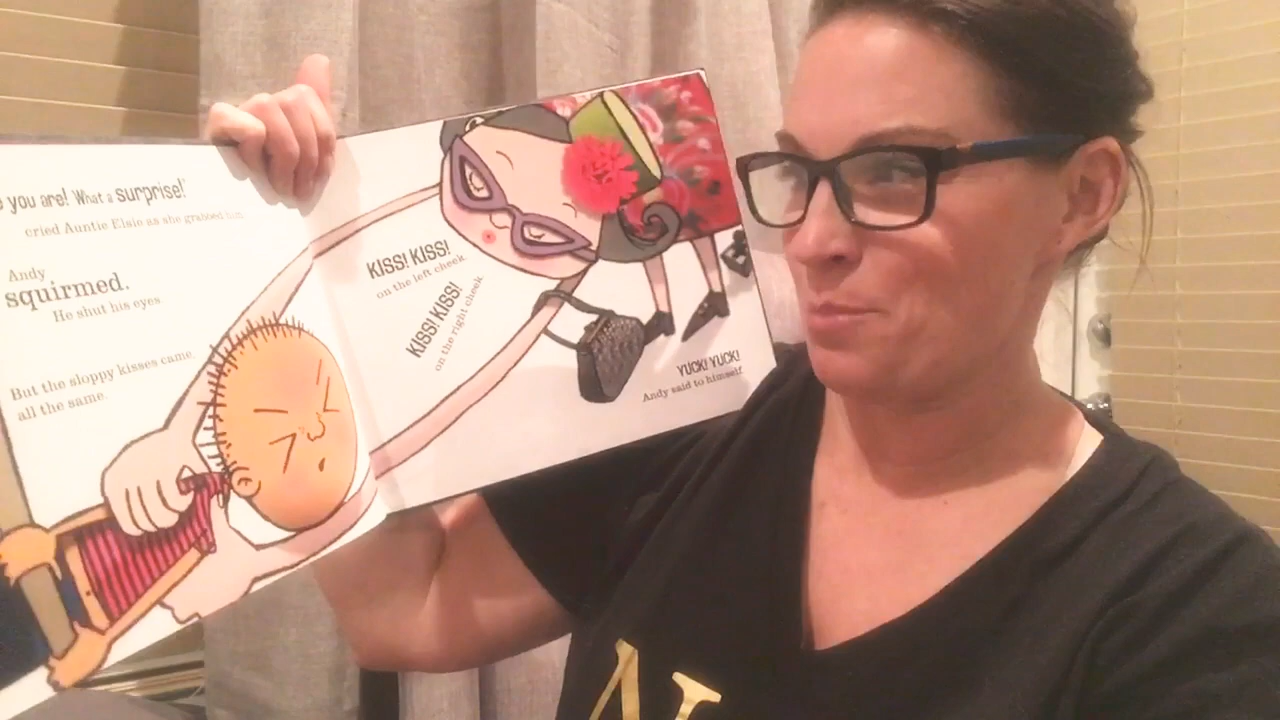 you are! What a surprise!'
cried Auntie Elsie as she grabbed him.
Andy
squirmed.
He shut his eyes.
But the sloppy kisses came
all the same.
KISS! KISS!
on the left cheek.
KISS! KISS!
on the right cheek.
YUCK! YUCK!
Andy said to himself.